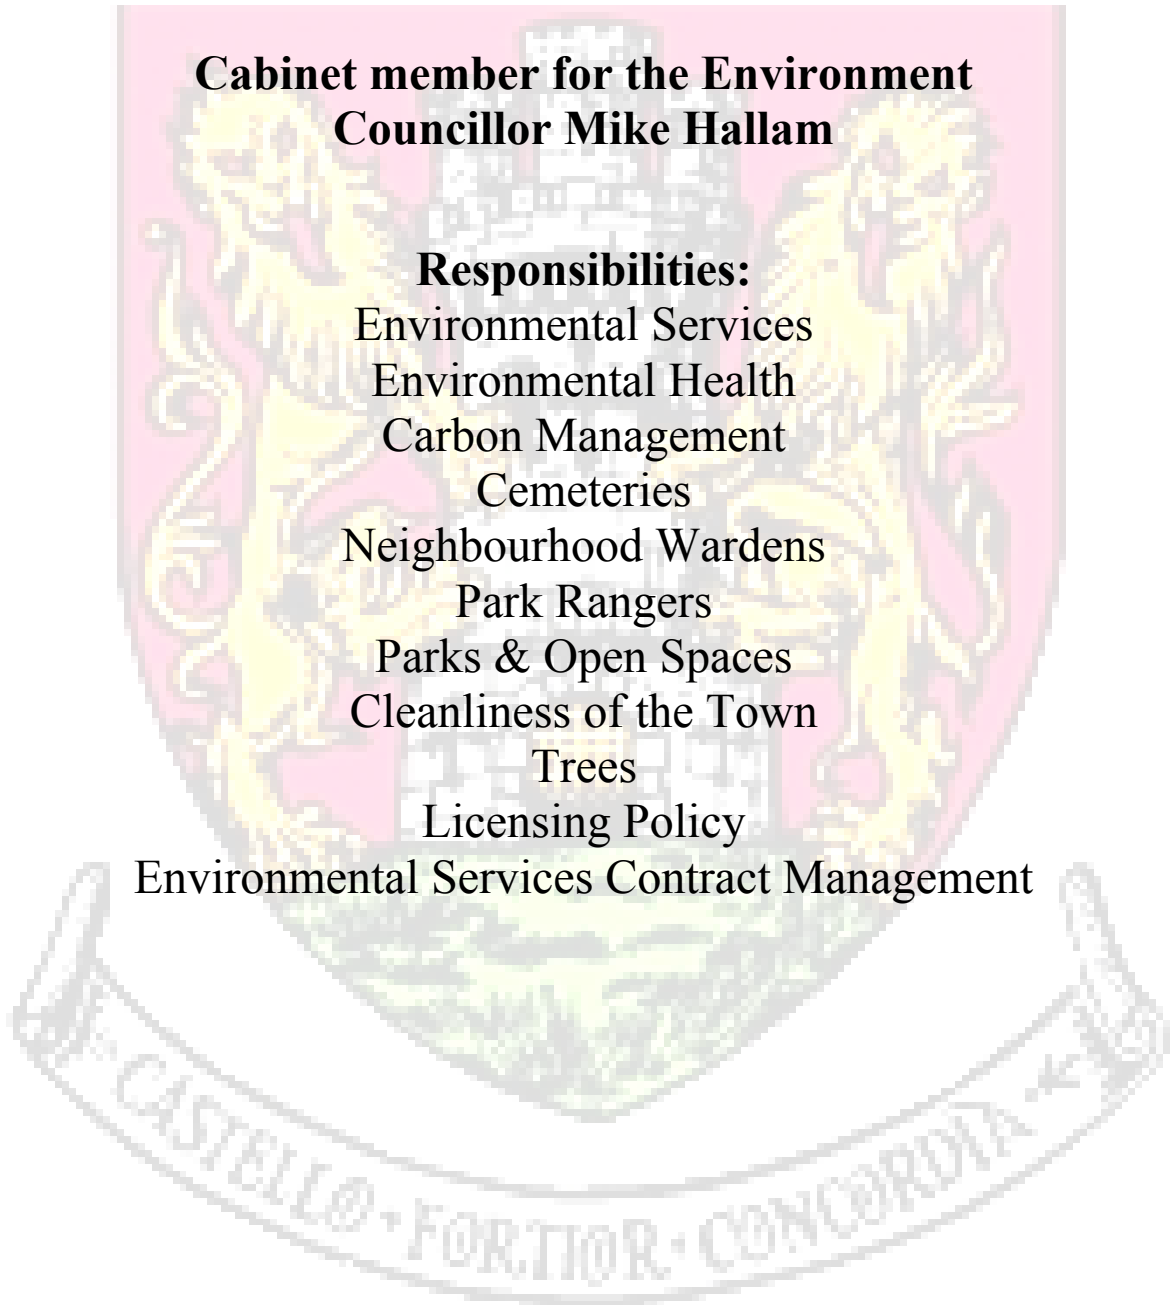 Cabinet member for the Environment
Councillor Mike Hallam
Responsibilities:
Environmental Services
Environmental Health
Carbon Management
Cemeteries
Neighbourhood Wardens
Park Rangers
Parks & Open Spaces
Cleanliness of the Town
Trees
Licensing Policy
Environmental Services Contract Management
CASTELLO · FORTIOR · CONCORDIA